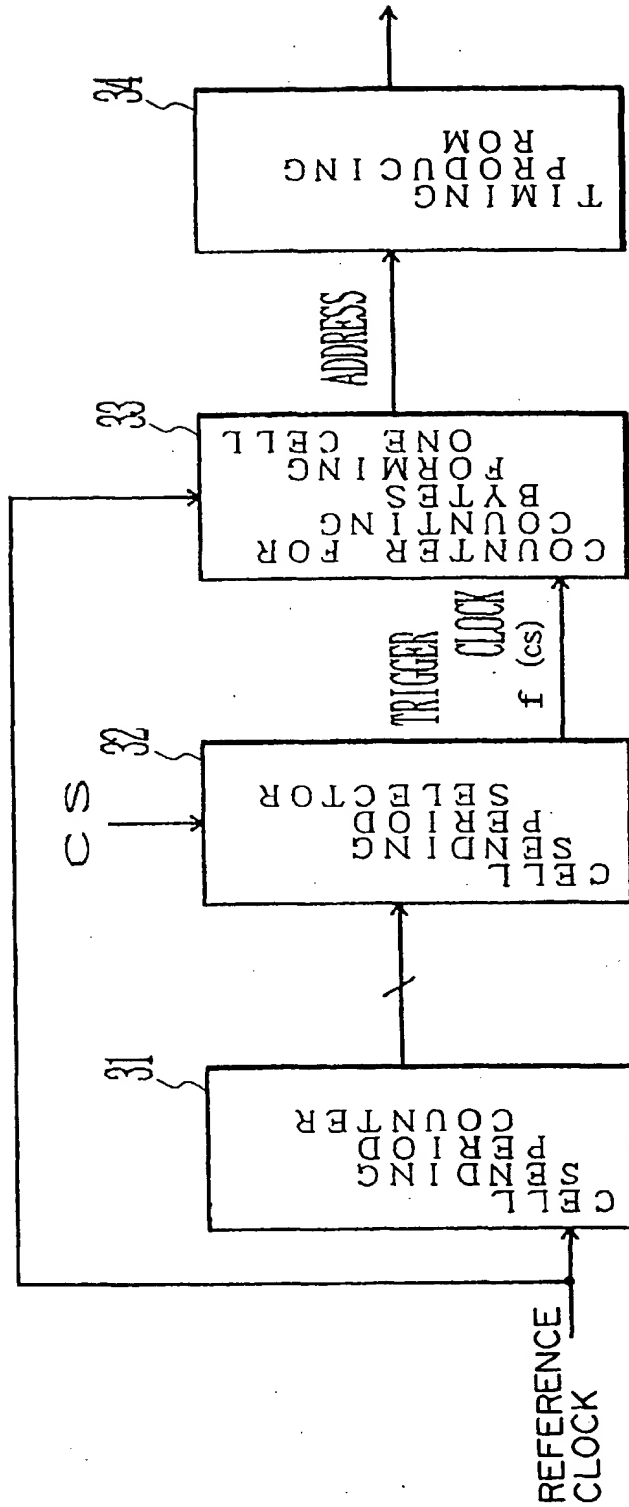 REFERENCE
CLOCK
31
CELL
SENDING
PERIOD
COUNTER
CS
32
CELL
SENDING
PERIOD
SELECTOR
TRIGGER
CLOCK
f (cs)
33
COUNTER FOR
COUNTING
BYTES
FORMING
ONE CELL
ADDRESS
34
TIMING
PRODUCING
ROM